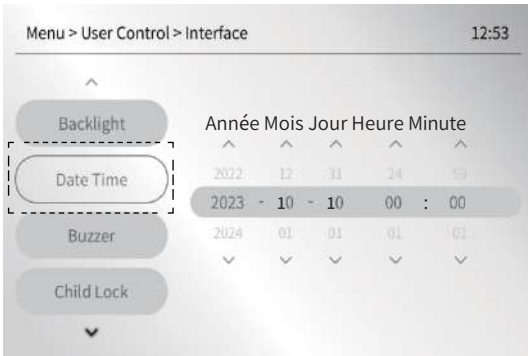 Menu > User Control > Interface 12:53
Backlight
Date Time
Buzzer
Child Lock
Année Mois Jour Heure Minute
2022 12 31 24 59
2023 - 10 - 10 00 : 00
2024 01 01 01 01